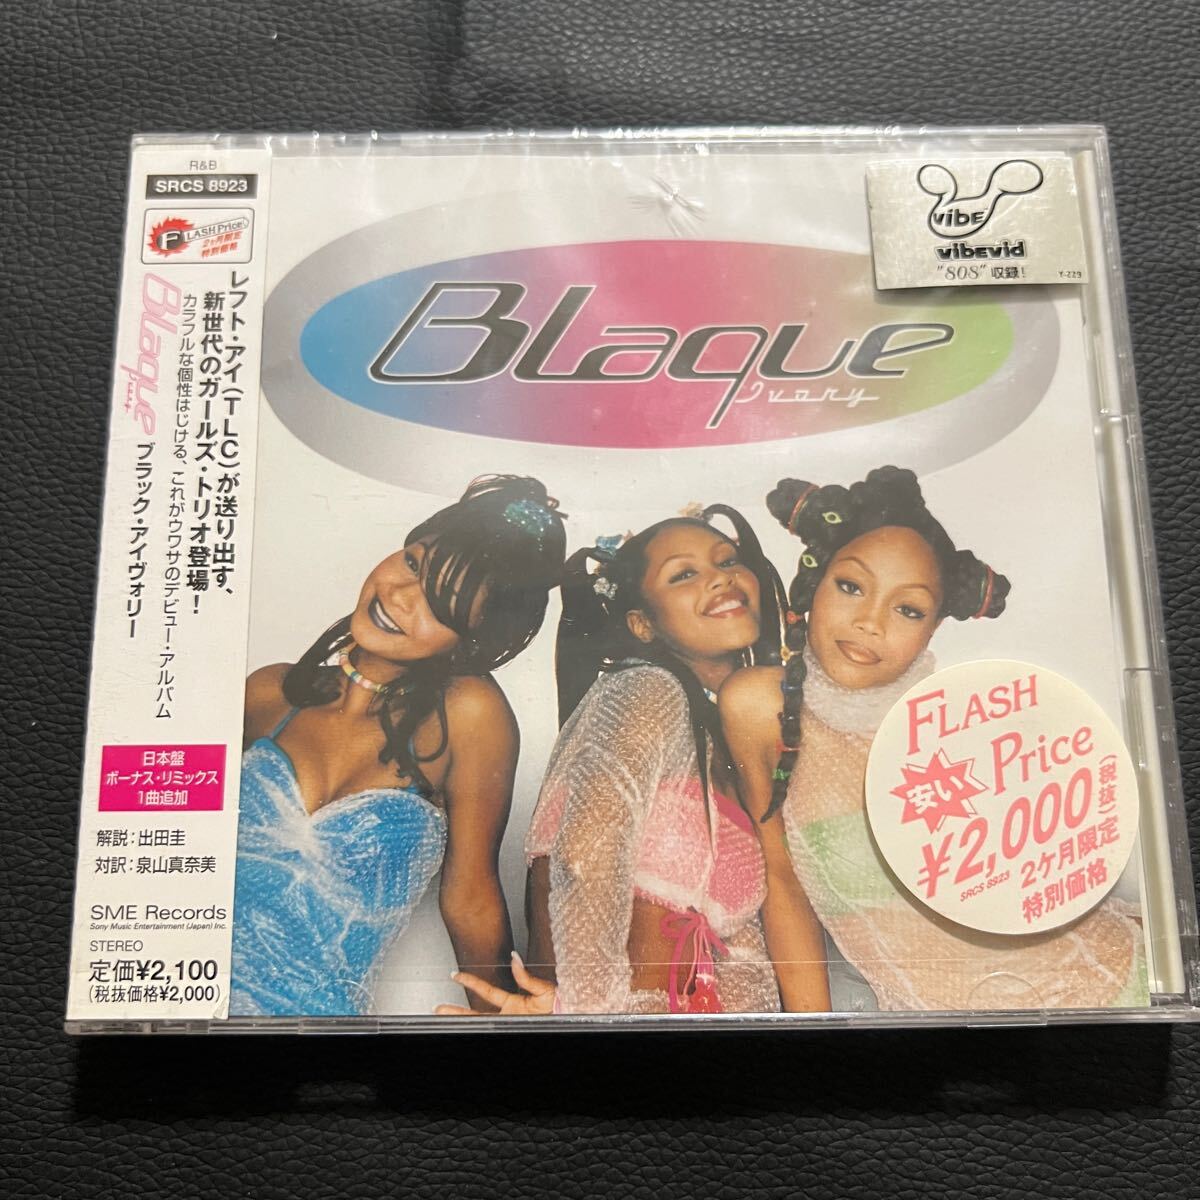 R&B
SRCS 8923
FLASH Price!
2ヶ月限定
特別価格
Blaque
Ivory
ブラック・アイヴォリー
レフト・アイ(TLC)が送り出す、
新世代のガールズ・トリオ登場!
カラフルな個性はじける、これがウワサのデビュー・アルバム
日本盤
ボーナス・リミックス
1曲追加
解説:出田圭
対訳:泉山真奈美
SME Records
Sony Music Entertainment (Japan) Inc.
STEREO
定価¥2,100
(税抜価格¥2,000)
Blaque
Ivory
VibE
vibevid
"808" 収録!
Y-229
FLASH
Price
安い
¥2,000
(税抜)
SRCS 8923
2ケ月限定
特別価格